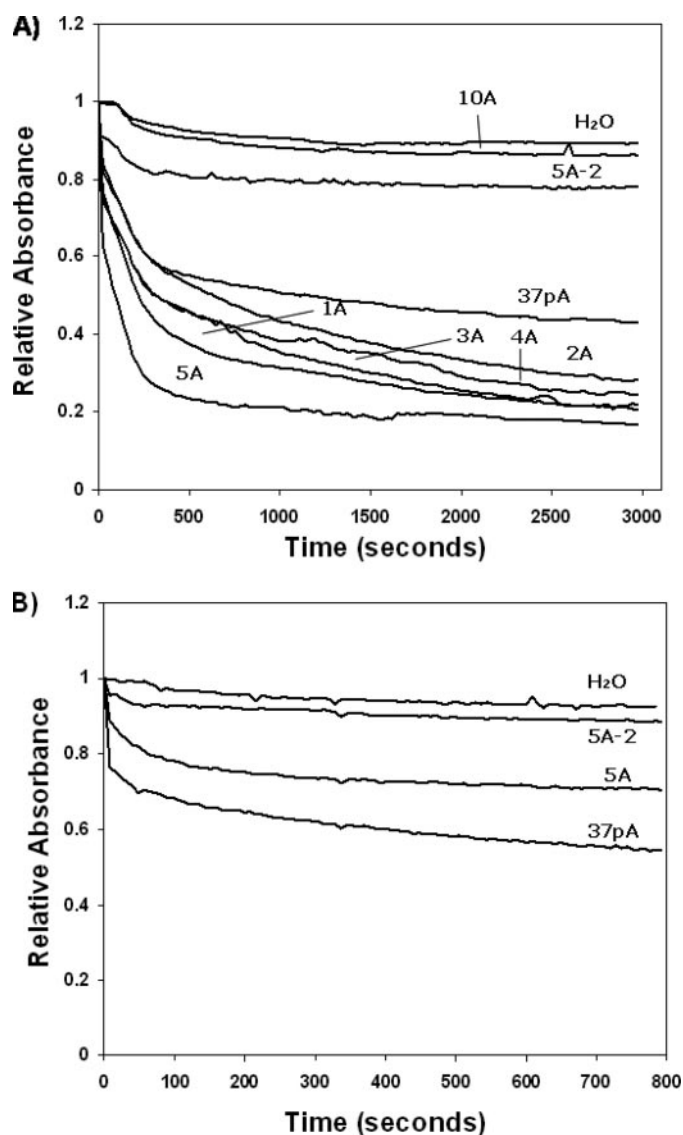 A)
1.2
1
0.8
0.6
0.4
0.2
0
Relative Absorbance
10A
H₂O
5A-2
37pA
1A
3A
4A
2A
5A
0 500 1000 1500 2000 2500 3000
Time (seconds)
B)
1.2
1
0.8
0.6
0.4
0.2
0
Relative Absorbance
H₂O
5A-2
5A
37pA
0 100 200 300 400 500 600 700 800
Time (seconds)